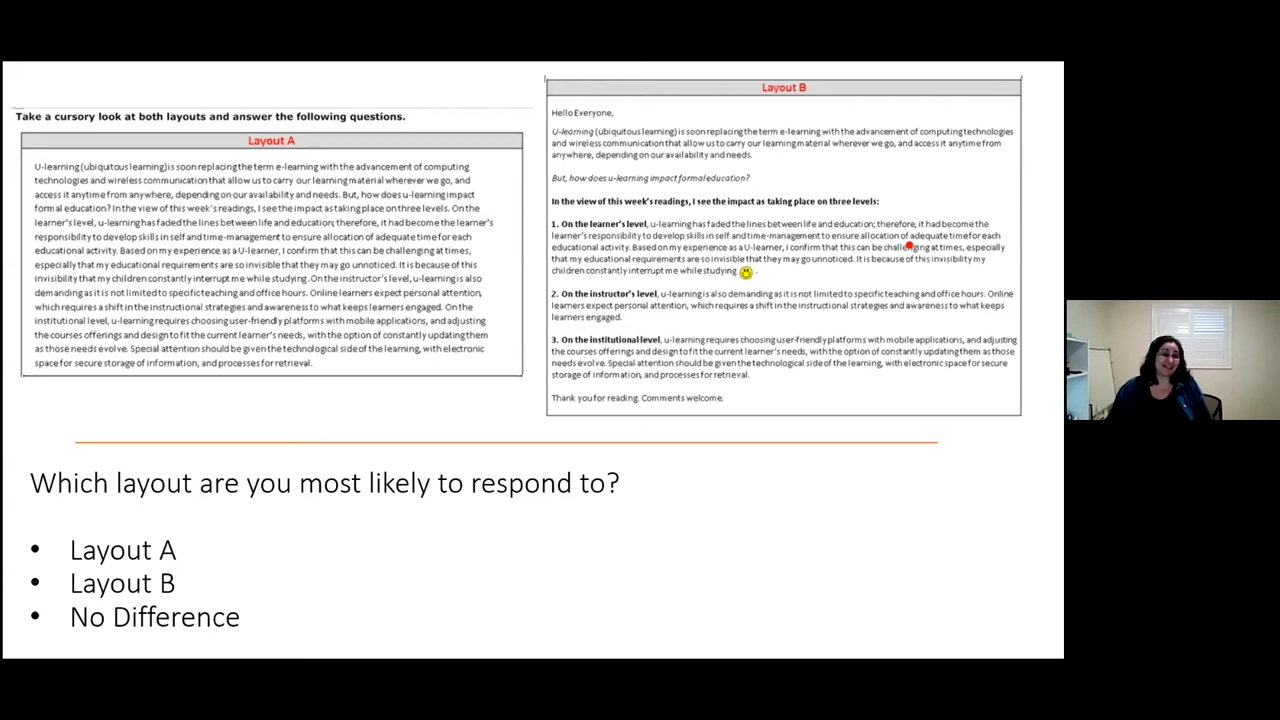 Take a cursory look at both layouts and answer the following questions.
Layout A
U-learning (ubiquitous learning) is soon replacing the term e-learning with the advancement of computing
technologies and wireless communication that allow us to carry our learning material wherever we go, and
access it anytime from anywhere, depending on our availability and needs. But, how does u-learning impact
formal education? In the view of this week's readings, I see the impact as taking place on three levels. On the
learner's level, u-learning has faded the lines between life and education; therefore, it had become the learner's
responsibility to develop skills in self and time-management to ensure allocation of adequate time for each
educational activity. Based on my experience as a U-learner, I confirm that this can be challenging at times,
especially that my educational requirements are so invisible that they may go unnoticed. It is because of this
invisibility that my children constantly interrupt me while studying. On the instructor's level, u-learning is also
demanding as it is not limited to specific teaching and office hours. Online learners expect personal attention,
which requires a shift in the instructional strategies and awareness to what keeps learners engaged. On the
institutional level, u-learning requires choosing user-friendly platforms with mobile applications, and adjusting
the courses offerings and design to fit the current learner's needs, with the option of constantly updating them
as those needs evolve. Special attention should be given the technological side of the learning, with electronic
space for secure storage of information, and processes for retrieval.
Layout B
Hello Everyone,
U-learning (ubiquitous learning) is soon replacing the term e-learning with the advancement of computing technologies
and wireless communication that allow us to carry our learning material wherever we go, and access it anytime from
anywhere, depending on our availability and needs.
But, how does u-learning impact formal education?
In the view of this week's readings, I see the impact as taking place on three levels:
1. On the learner's level, u-learning has faded the lines between life and education; therefore, it had become the
learner's responsibility to develop skills in self and time-management to ensure allocation of adequate time for each
educational activity. Based on my experience as a U-learner, I confirm that this can be challenging at times, especially
that my educational requirements are so invisible that they may go unnoticed. It is because of this invisibility my
children constantly interrupt me while studying .
2. On the instructor's level, u-learning is also demanding as it is not limited to specific teaching and office hours. Online
learners expect personal attention, which requires a shift in the instructional strategies and awareness to what keeps
learners engaged.
3. On the institutional level, u-learning requires choosing user-friendly platforms with mobile applications, and adjusting
the courses offerings and design to fit the current learner's needs, with the option of constantly updating them as those
needs evolve. Special attention should be given the technological side of the learning, with electronic space for secure
storage of information, and processes for retrieval.
Thank you for reading. Comments welcome.
Which layout are you most likely to respond to?
• Layout A
• Layout B
• No Difference